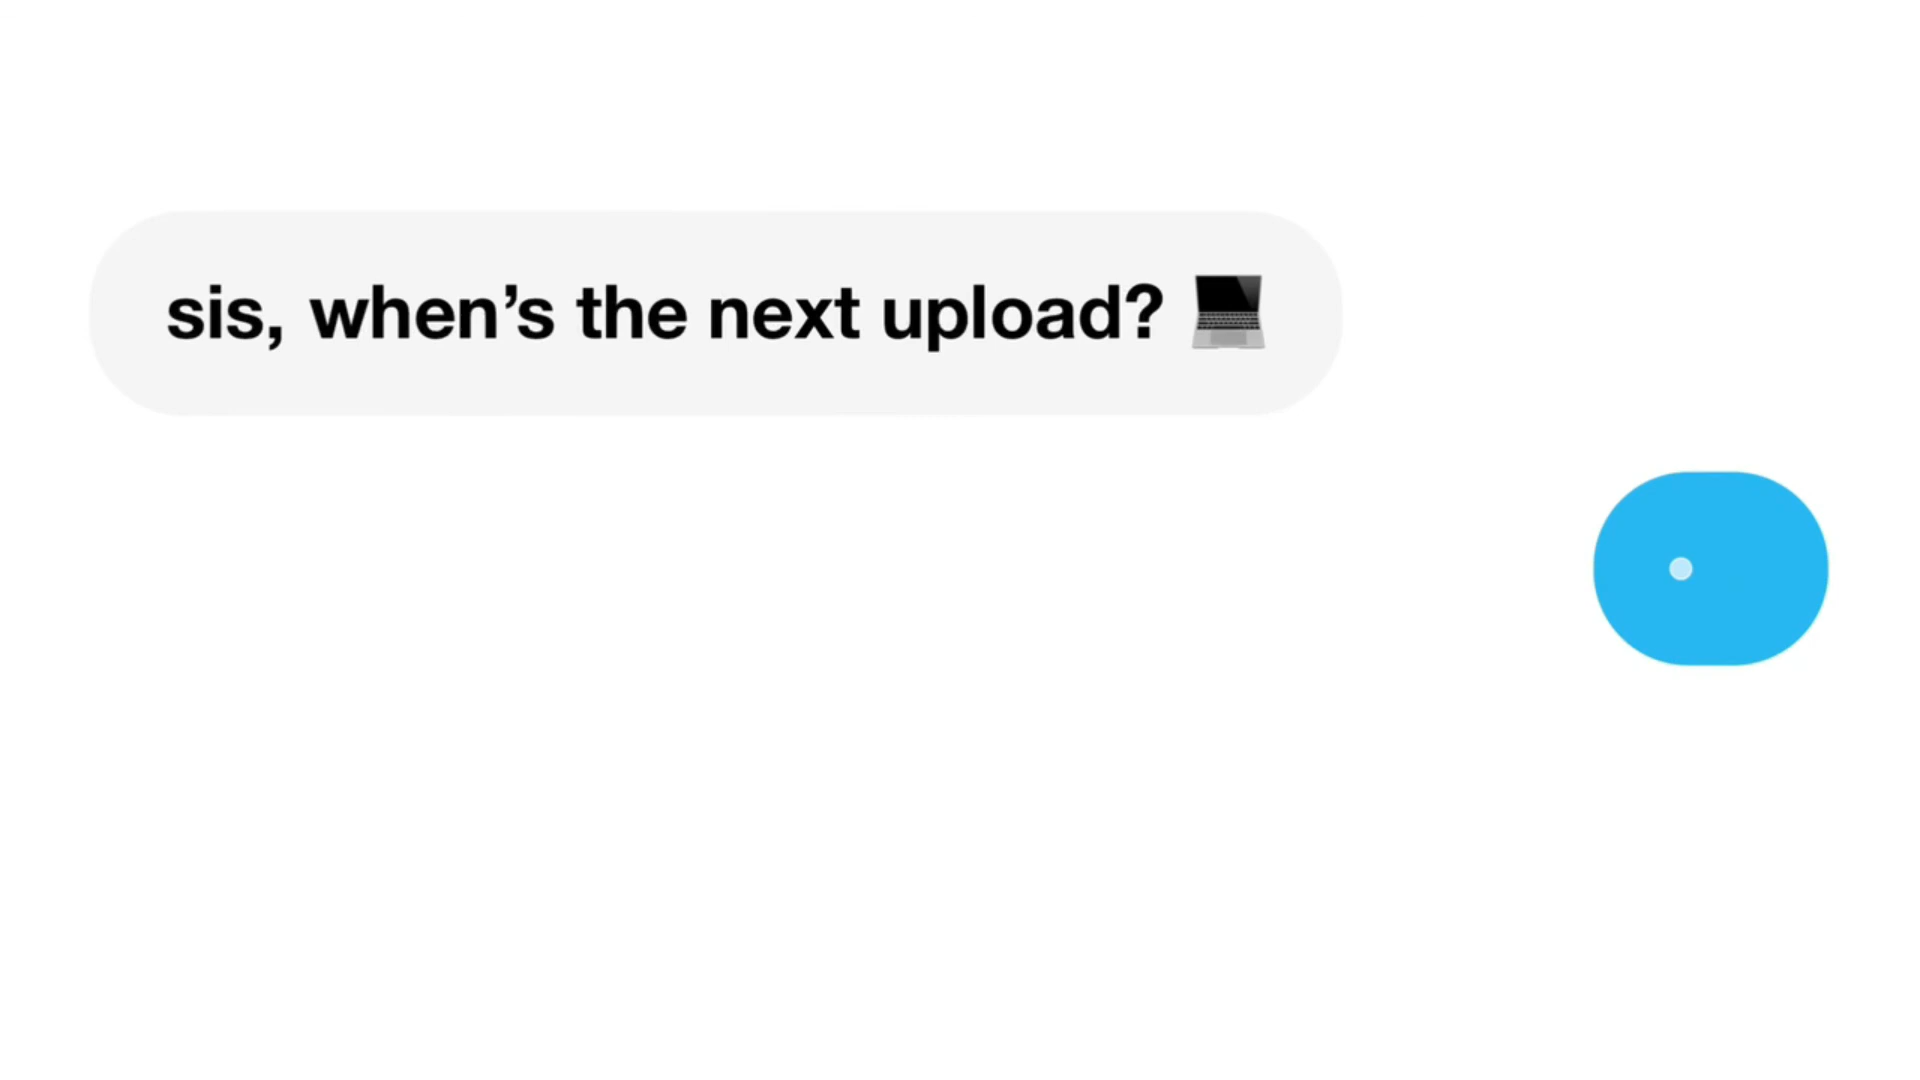 sis, when’s the next upload? 💻